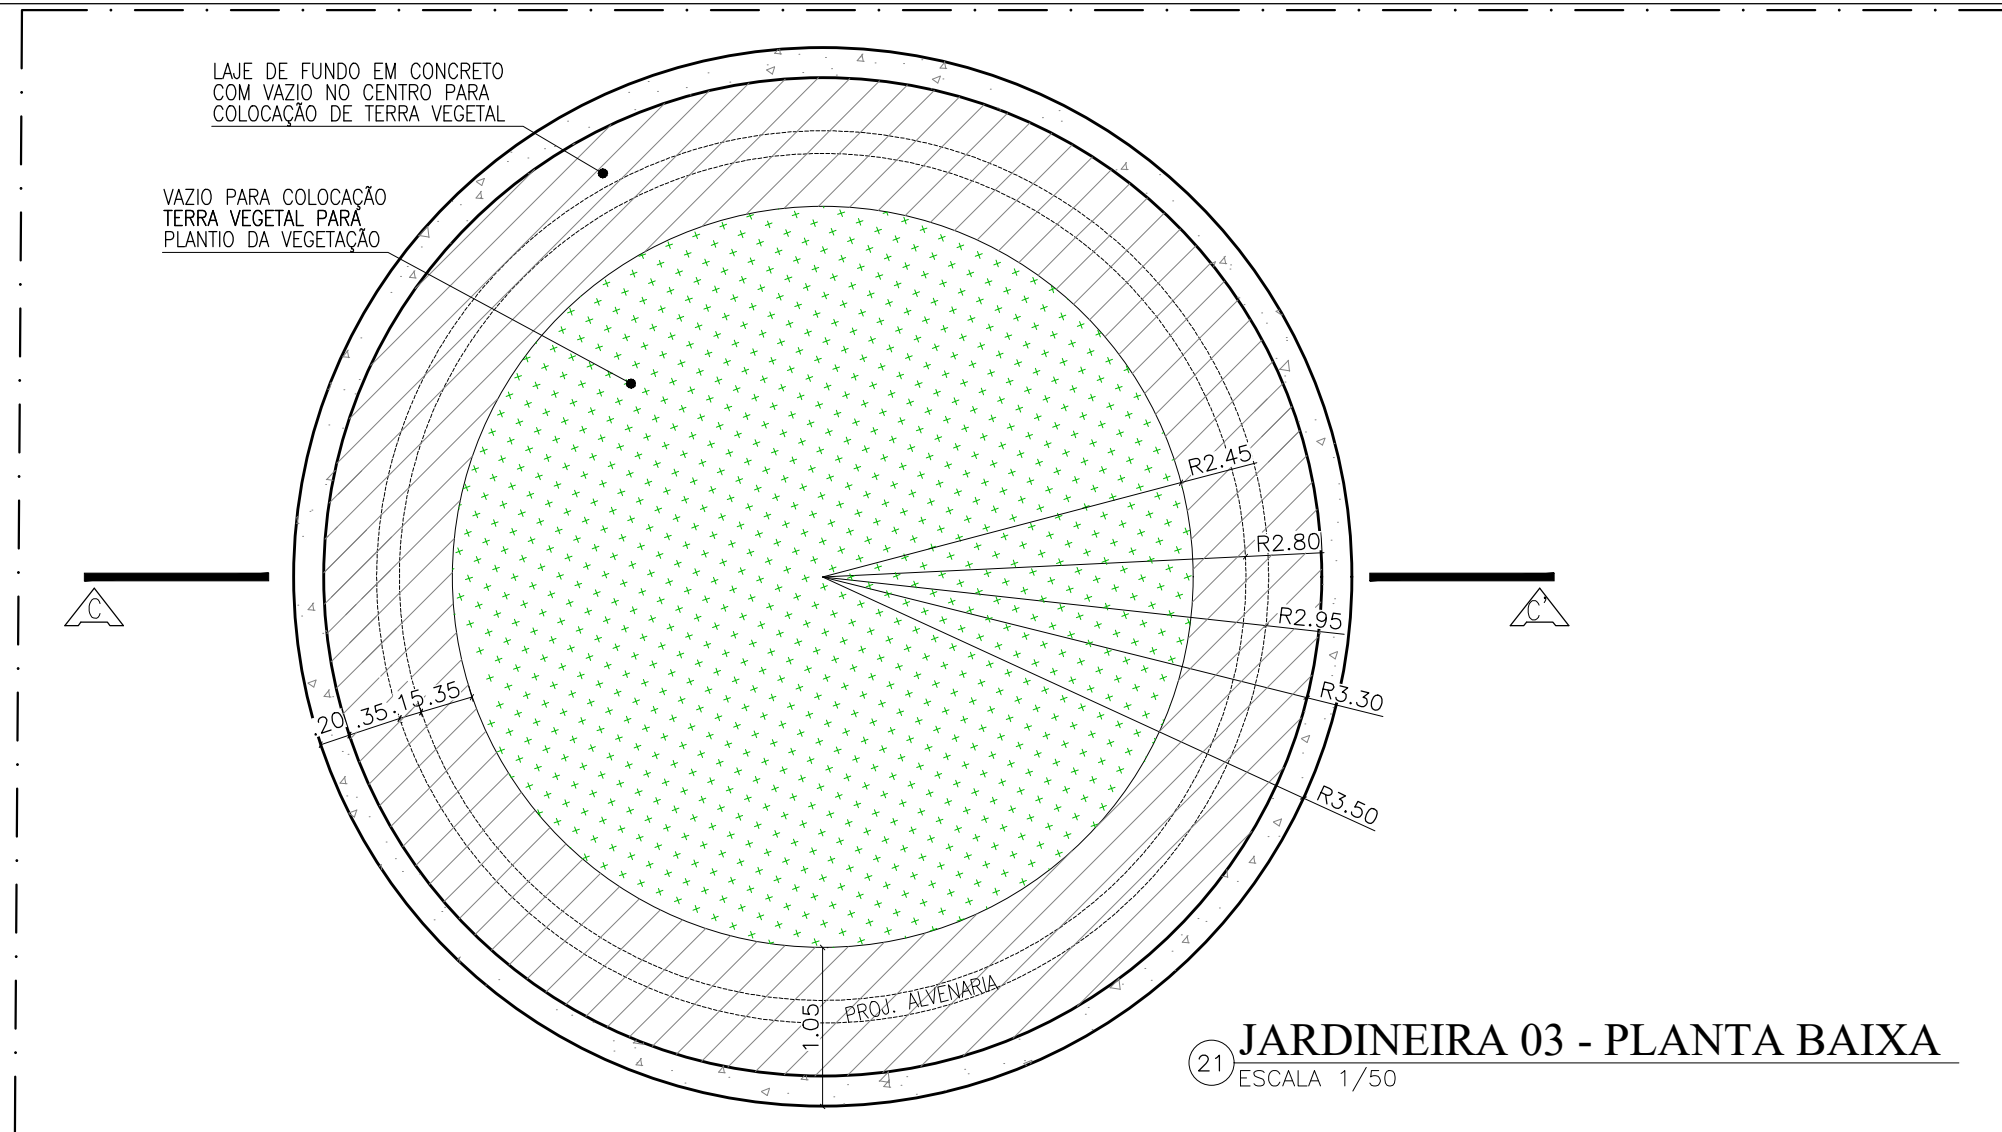 LAJE DE FUNDO EM CONCRETO
COM VAZIO NO CENTRO PARA
COLOCAÇÃO DE TERRA VEGETAL
VAZIO PARA COLOCAÇÃO
TERRA VEGETAL PARA
PLANTIO DA VEGETAÇÃO
R2.45
R2.80
R2.95
R3.30
R3.50
C
C'
.20 .35 .15 .35
1.05
PROJ. ALVENARIA
21
JARDINEIRA 03 - PLANTA BAIXA
ESCALA 1/50